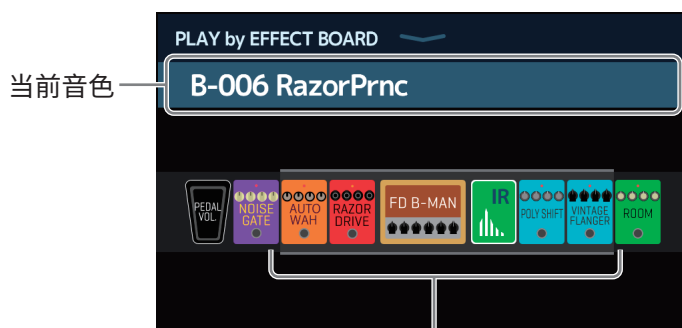 PLAY by EFFECT BOARD
当前音色
B-006 RazorPrnc
PEDAL
VOL.
NOISE
GATE
AUTO
WAH
RAZOR
DRIVE
FD B-MAN
IR
POLY SHIFT
VINTAGE
FLANGER
ROOM